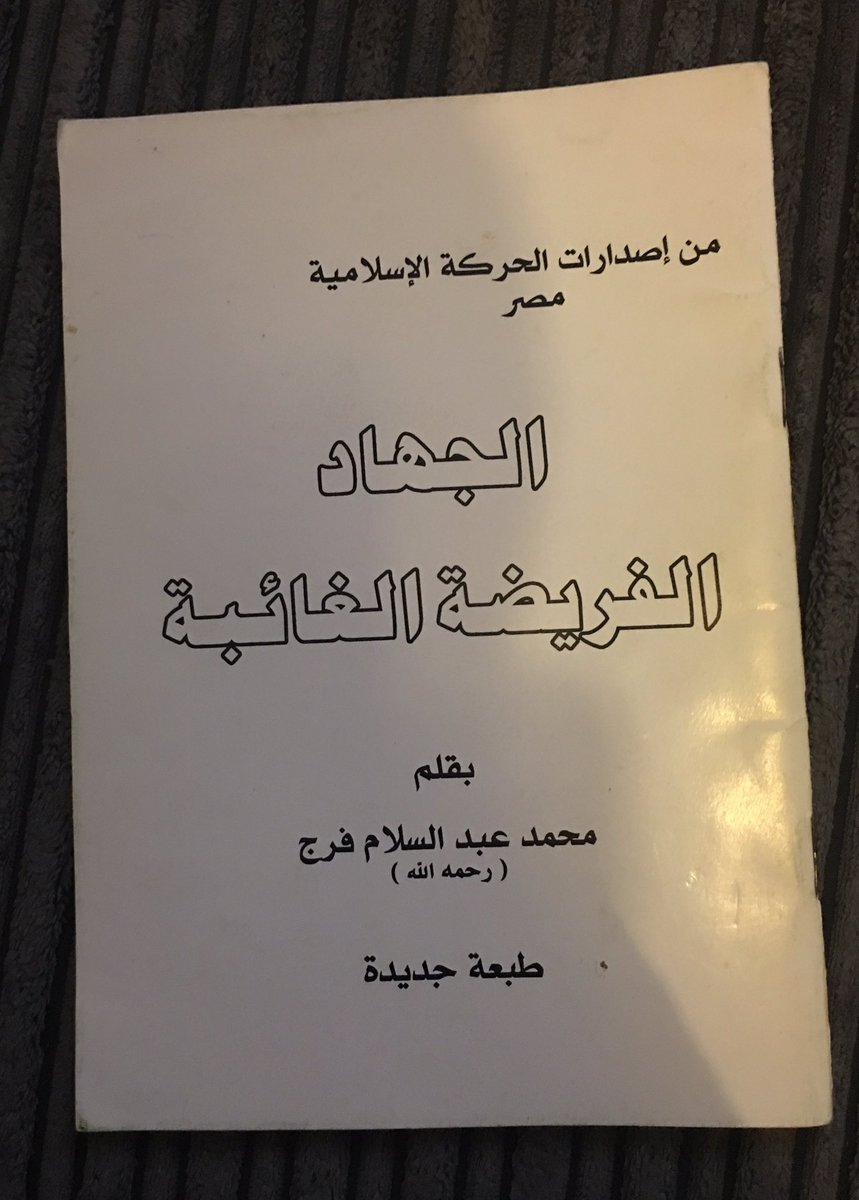 من إصدارات الحركة الإسلامية
مصر
الجهاد
الفريضة الغائبة
بقلم
محمد عبد السلام فرج
( رحمه الله )
طبعة جديدة